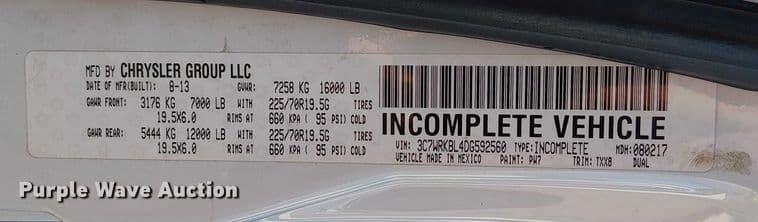 MFD BY CHRYSLER GROUP LLC
DATE OF MFR(BUILT): 8-13 GVWR: 7258 KG 16000 LB
GAWR FRONT: 3176 KG 7000 LB WITH 225/70R19.5G TIRES
19.5X6.0 RIMS AT 660 KPA ( 95 PSI) COLD
GAWR REAR: 5444 KG 12000 LB WITH 225/70R19.5G TIRES
19.5X6.0 RIMS AT 660 KPA ( 95 PSI) COLD
INCOMPLETE VEHICLE
VIN: 3C7WRKBL4DG592560 TYPE:INCOMPLETE MDH: 080217
VEHICLE MADE IN MEXICO PAINT: PW7 TRIM: TXX8 DUAL
Purple Wave Auction